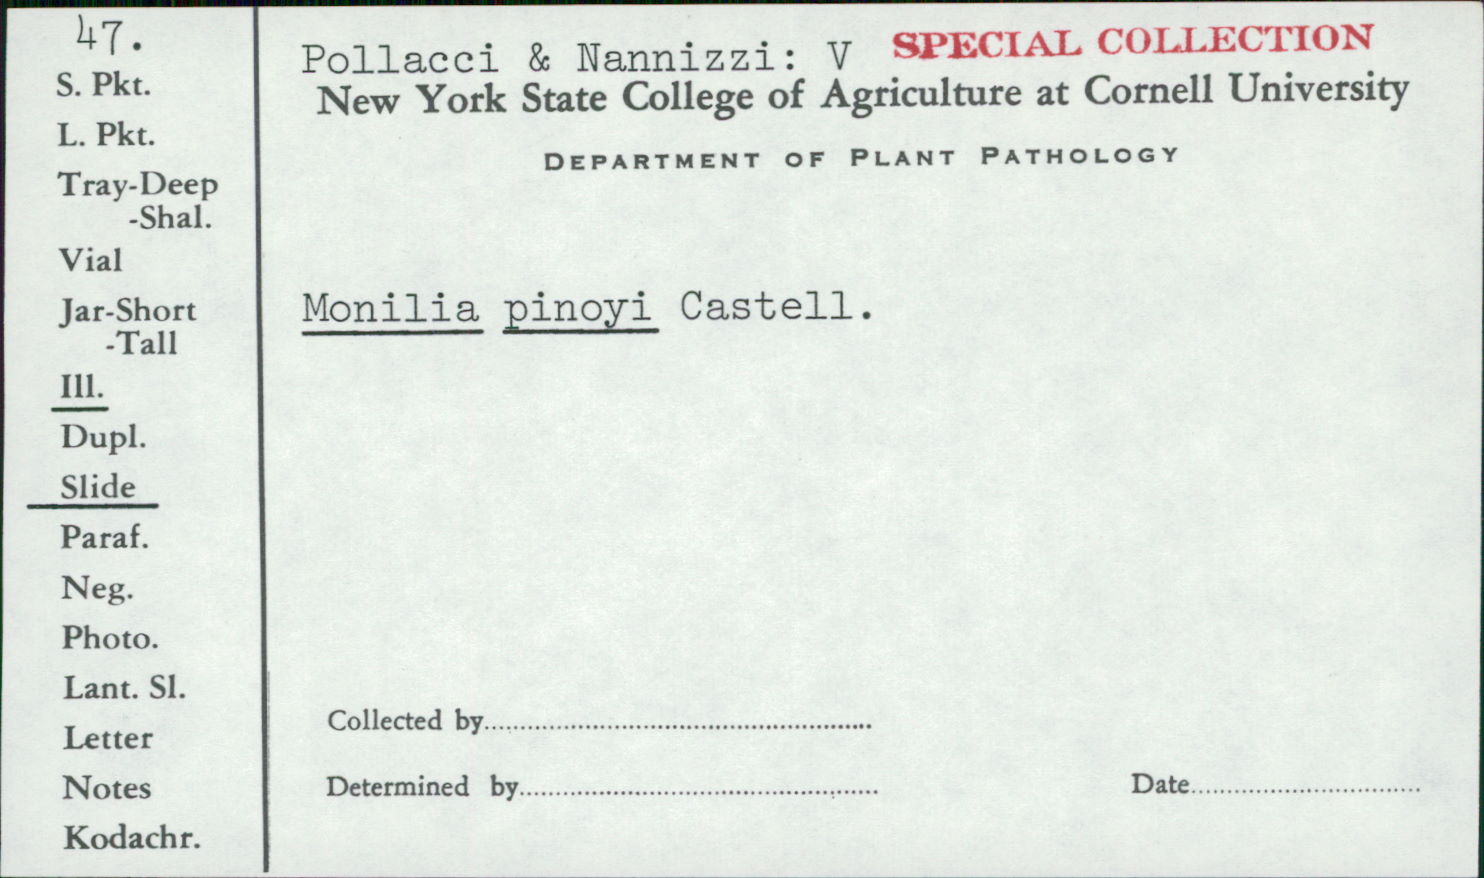 47.
S. Pkt.
L. Pkt.
Tray-Deep
-Shal.
Vial
Jar-Short
-Tall
Ill.
Dupl.
Slide
Paraf.
Neg.
Photo.
Lant. Sl.
Letter
Notes
Kodachr.
Pollacci & Nannizzi: V SPECIAL COLLECTION
New York State College of Agriculture at Cornell University
DEPARTMENT OF PLANT PATHOLOGY
Monilia pinoyi Castell.
Collected by
Determined by Date